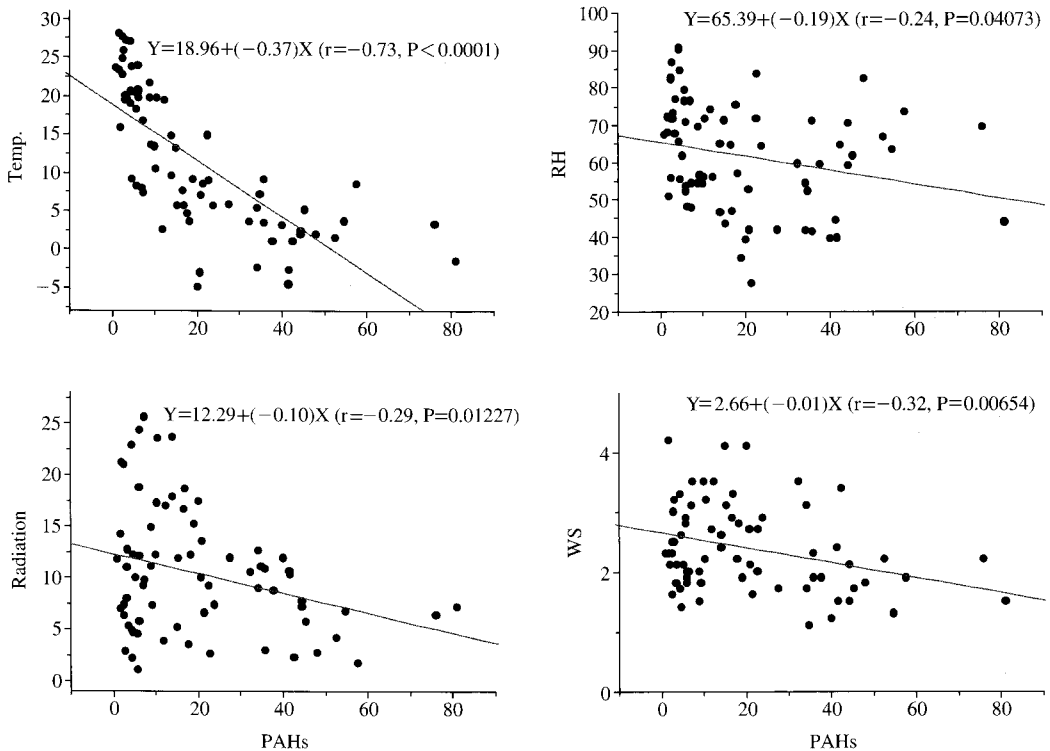 Y=18.96+(−0.37)X (r=−0.73, P<0.0001)
Temp.
30
25
20
15
10
5
0
−5
0 20 40 60 80
Y=65.39+(−0.19)X (r=−0.24, P=0.04073)
RH
100
90
80
70
60
50
40
30
20
0 20 40 60 80
Y=12.29+(−0.10)X (r=−0.29, P=0.01227)
Radiation
25
20
15
10
5
0
0 20 40 60 80
PAHs
Y=2.66+(−0.01)X (r=−0.32, P=0.00654)
WS
4
2
0
0 20 40 60 80
PAHs